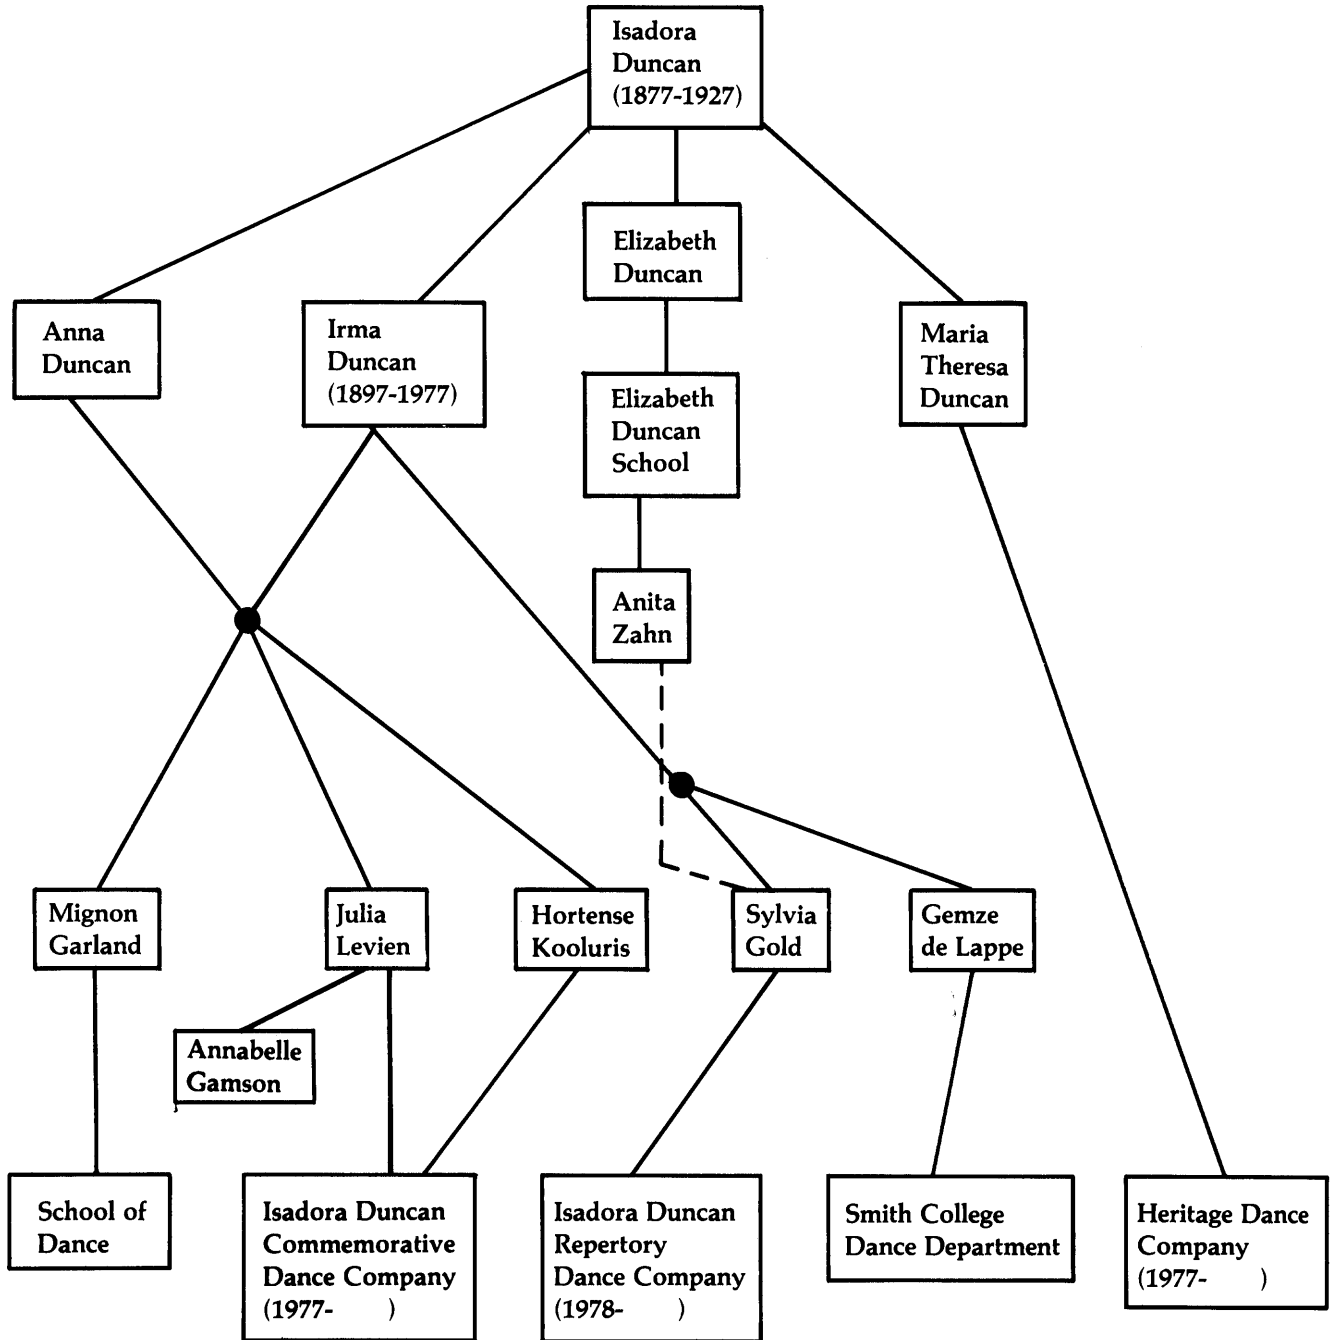 Isadora
Duncan
(1877-1927)
Elizabeth
Duncan
Anna
Duncan
Irma
Duncan
(1897-1977)
Maria
Theresa
Duncan
Elizabeth
Duncan
School
Anita
Zahn
Mignon
Garland
Julia
Levien
Hortense
Kooluris
Sylvia
Gold
Gemze
de Lappe
Annabelle
Gamson
School of
Dance
Isadora Duncan
Commemorative
Dance Company
(1977- )
Isadora Duncan
Repertory
Dance Company
(1978- )
Smith College
Dance Department
Heritage Dance
Company
(1977- )